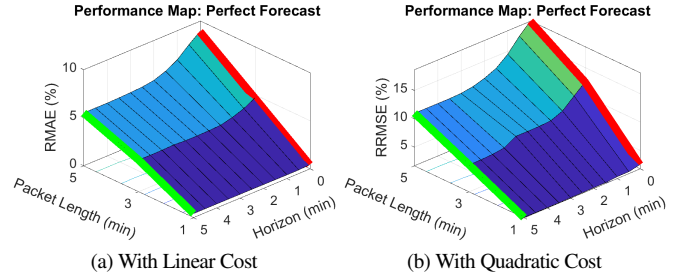 Performance Map: Perfect Forecast
10
5
0
RMAE (%)
5
3
1
Packet Length (min)
5
4
3
2
1
0
Horizon (min)
(a) With Linear Cost
Performance Map: Perfect Forecast
15
10
5
RRMSE (%)
5
3
1
Packet Length (min)
5
4
3
2
1
0
Horizon (min)
(b) With Quadratic Cost